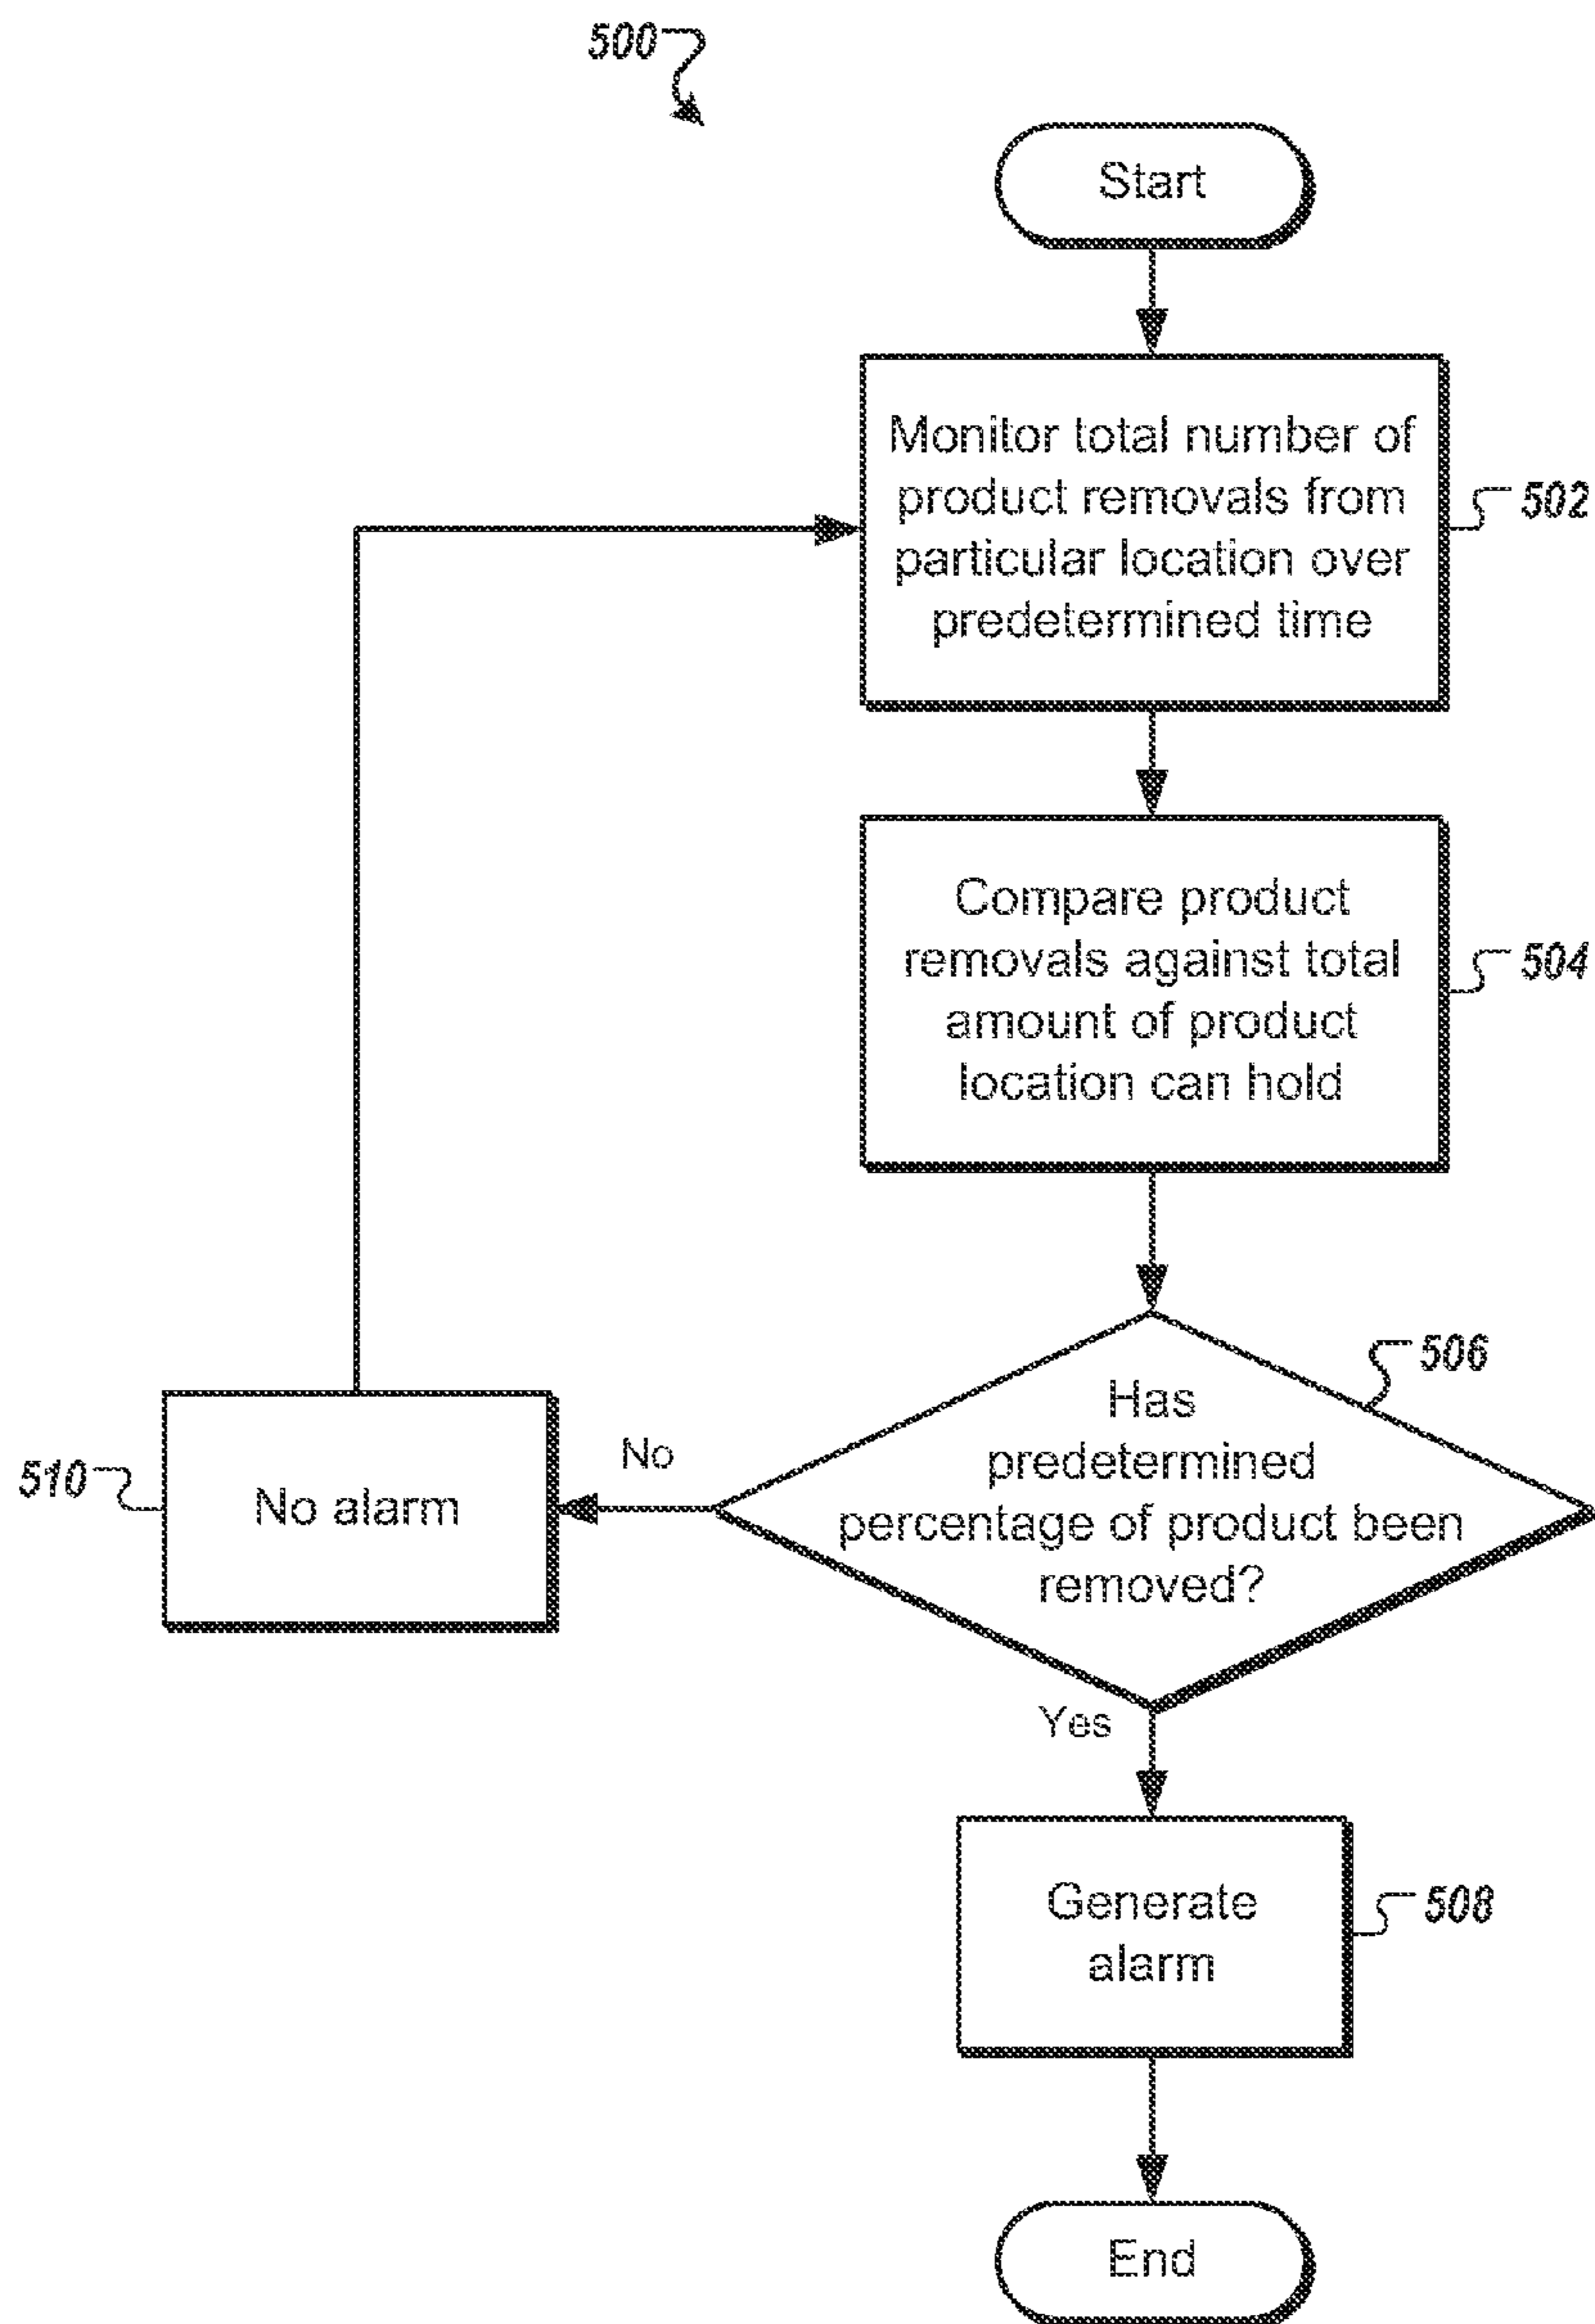 500
Start
Monitor total number of
product removals from
particular location over
predetermined time
502
Compare product
removals against total
amount of product
location can hold
504
506
Has
predetermined
percentage of product been
removed?
No
510
No alarm
Yes
Generate
alarm
508
End